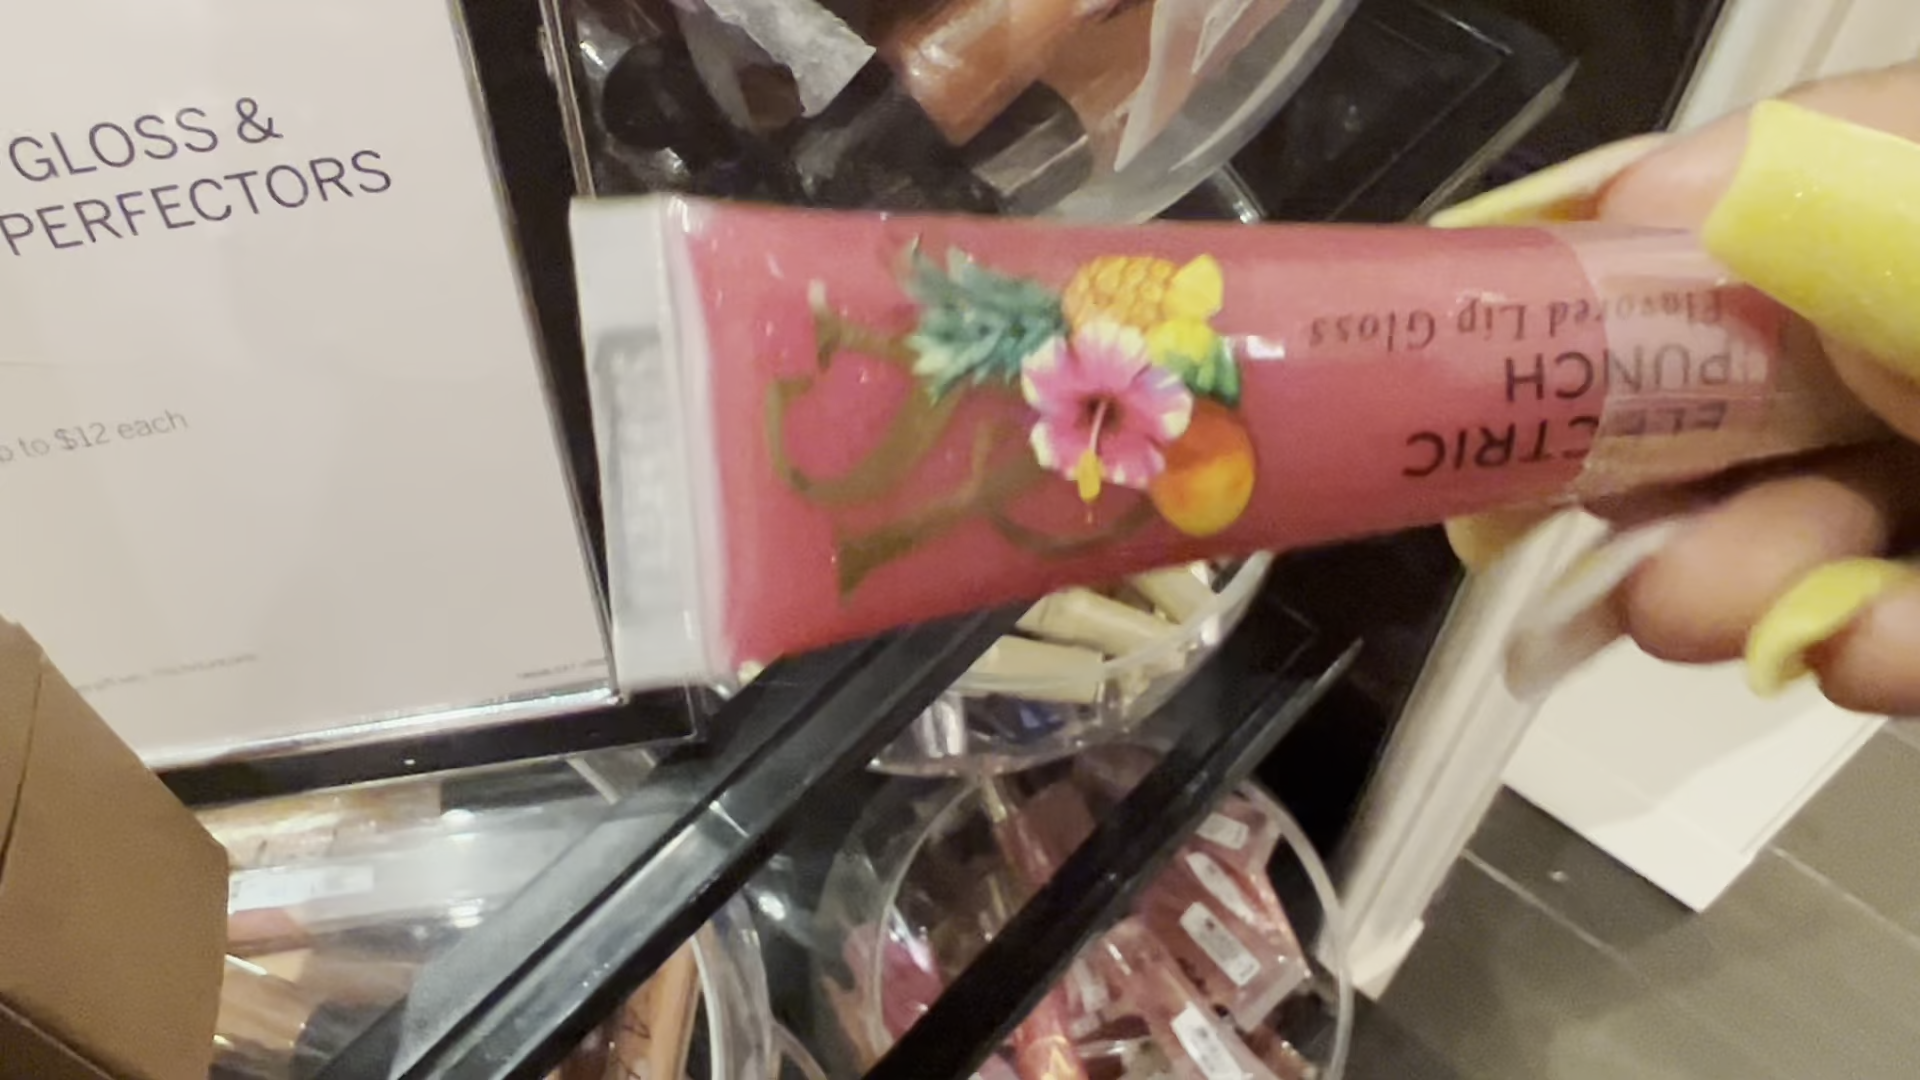 GLOSS &
PERFECTORS
to $12 each
ELECTRIC
PUNCH
Flavored Lip Gloss